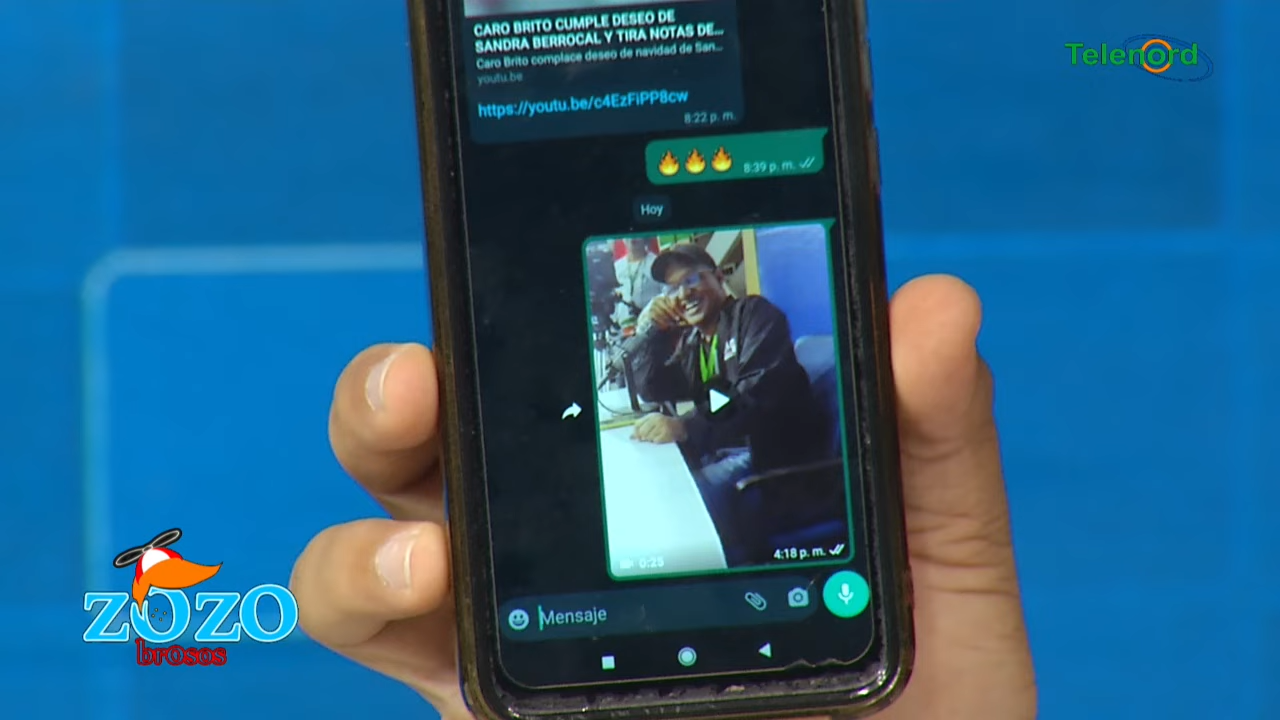 CARO BRITO CUMPLE DESEO DE
SANDRA BERROCAL Y TIRA NOTAS DE...
Caro Brito complace deseo de navidad de San...
youtu.be
https://youtu.be/c4EzFiPP8cw
8:22 p. m.
8:39 p. m.
Hoy
0:25
4:18 p. m.
Mensaje
Telenord
ZOZO
brosos